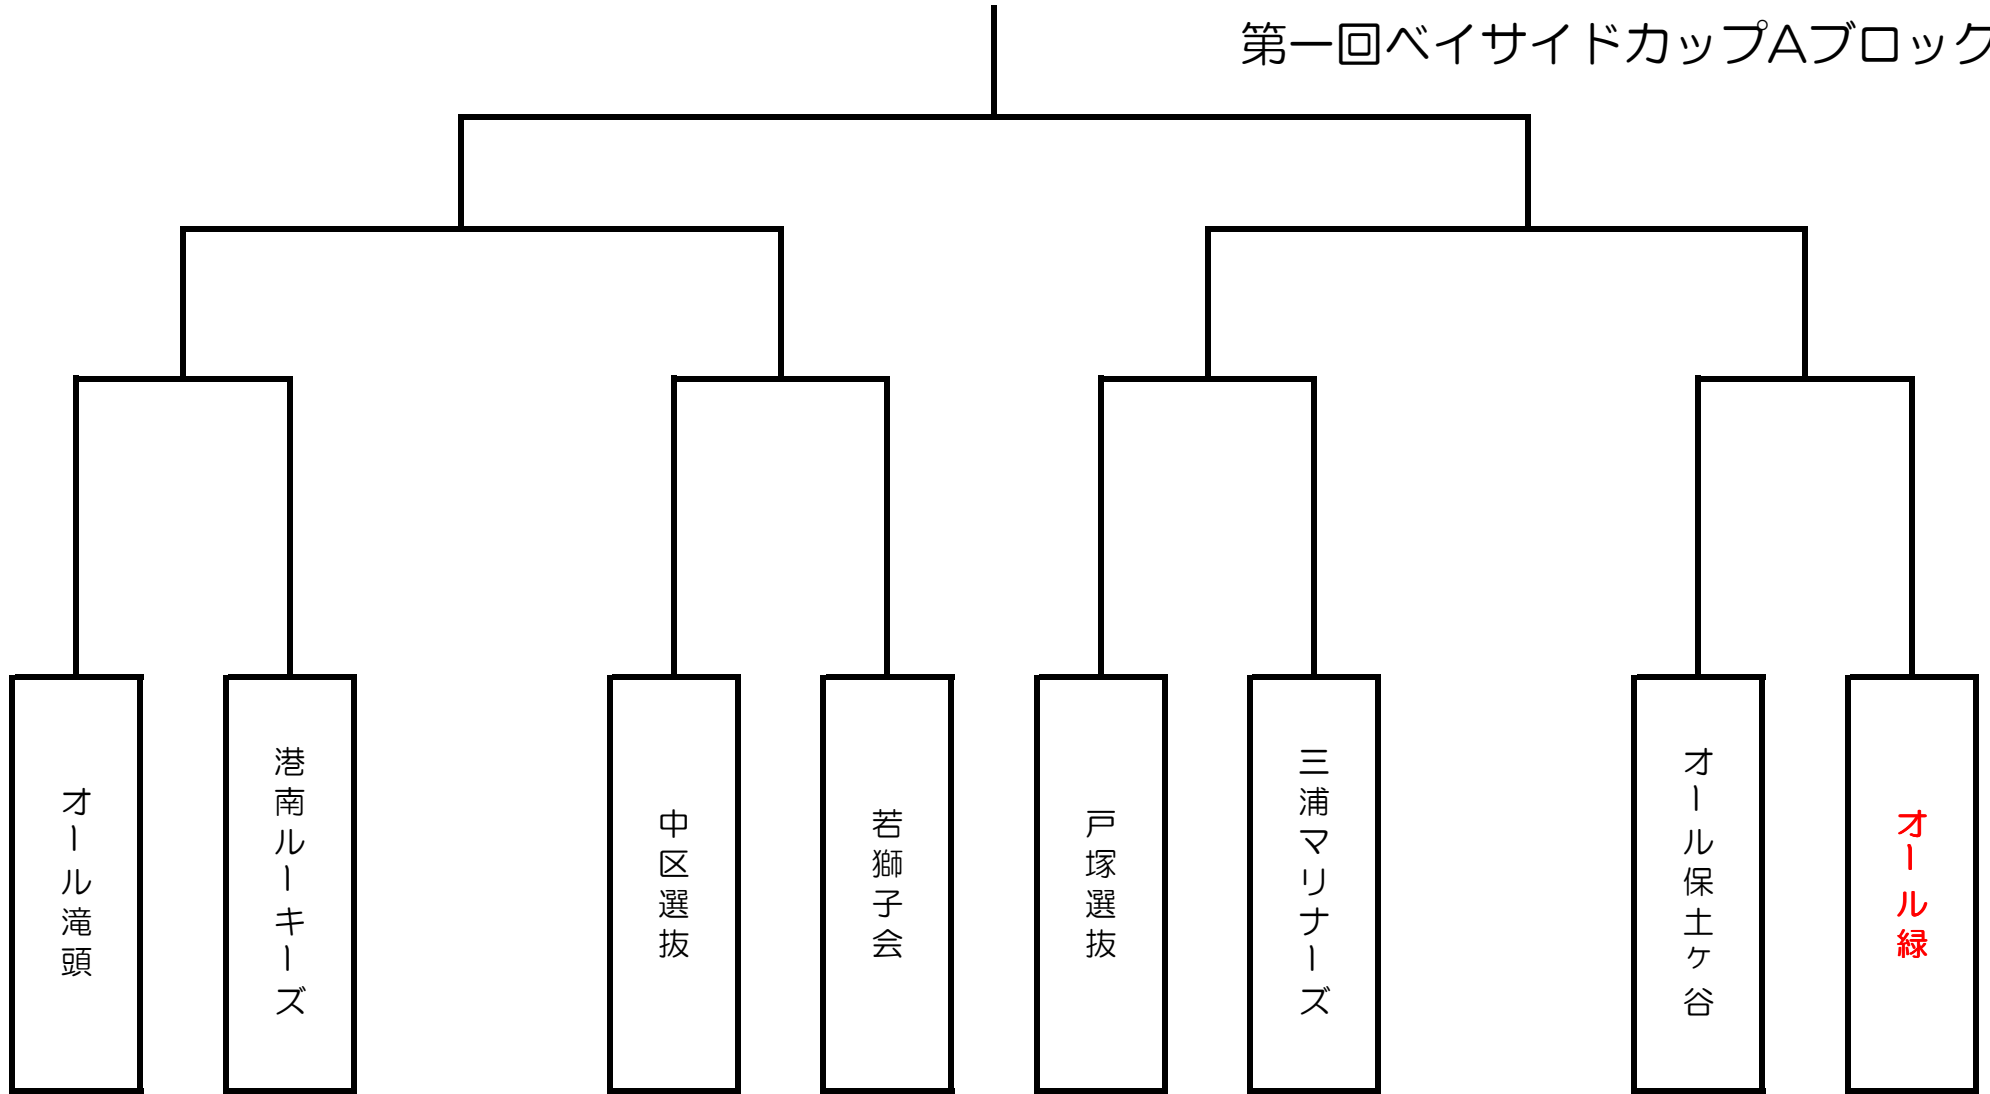 第一回ベイサイドカップAブロック
オール滝頭
港南ルーキーズ
中区選抜
若獅子会
戸塚選抜
三浦マリナーズ
オール保土ヶ谷
オール緑